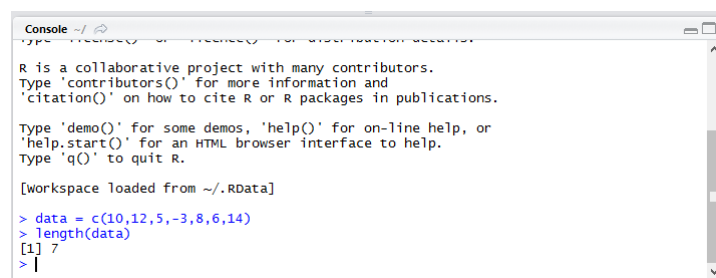 Console ~/
R is a collaborative project with many contributors.
Type 'contributors()' for more information and
'citation()' on how to cite R or R packages in publications.
Type 'demo()' for some demos, 'help()' for on-line help, or
'help.start()' for an HTML browser interface to help.
Type 'q()' to quit R.
[Workspace loaded from ~/.RData]
> data = c(10,12,5,-3,8,6,14)
> length(data)
[1] 7
>